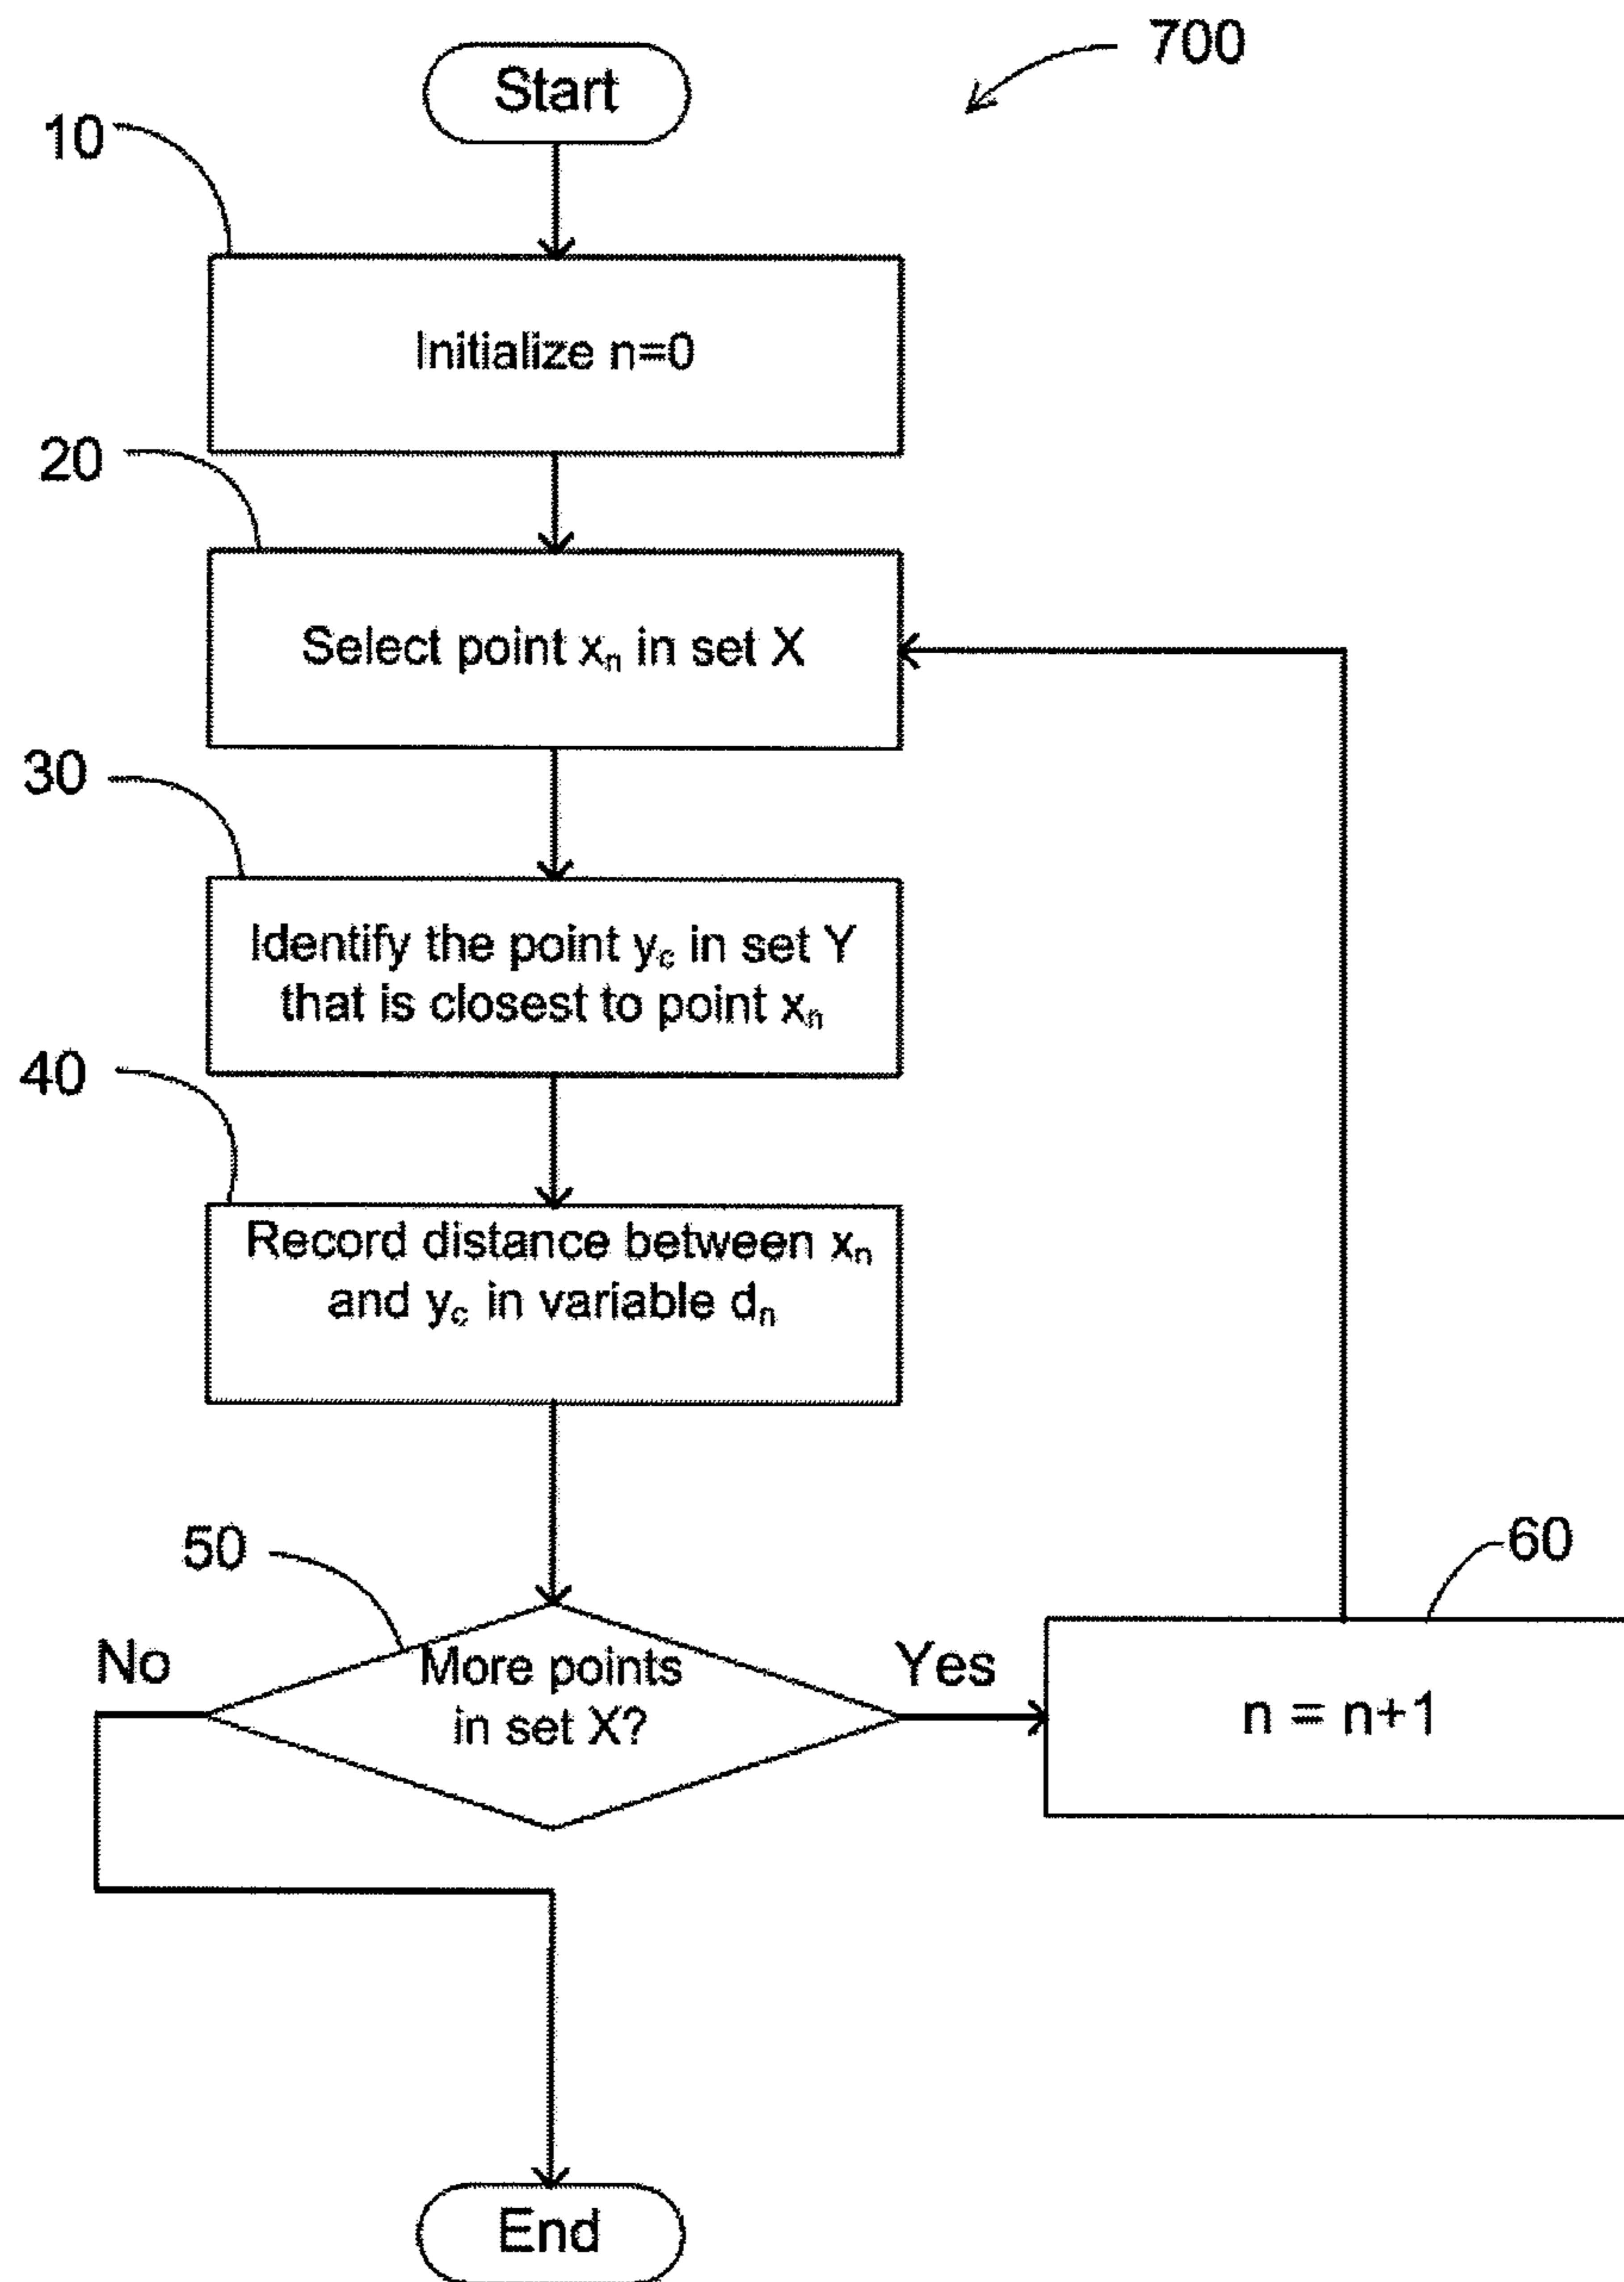 700
Start
10
Initialize n=0
20
Select point xn in set X
30
Identify the point yc in set Y
that is closest to point xn
40
Record distance between xn
and yc in variable dn
50
60
No
More points
in set X?
Yes
n = n+1
End